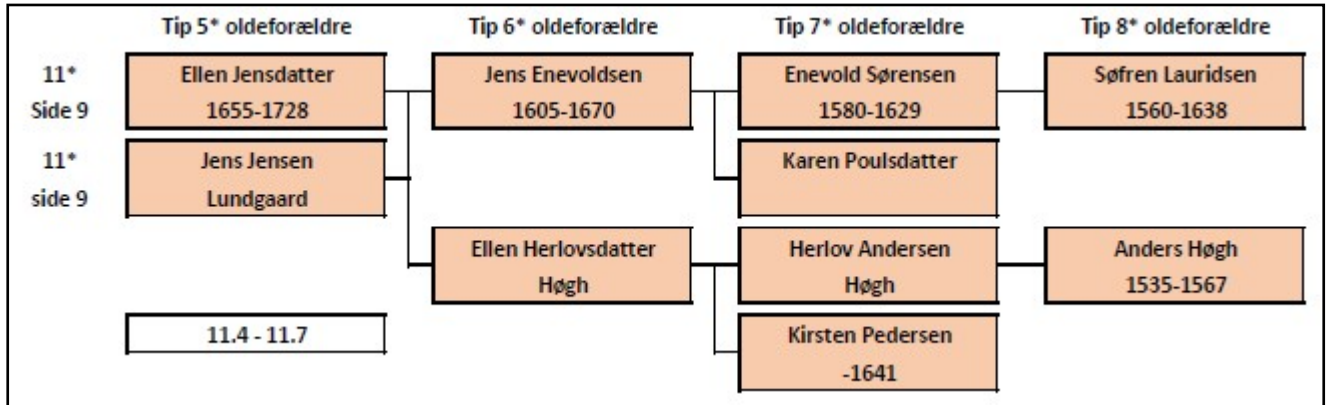 Tip 5* oldeforældre Tip 6* oldeforældre Tip 7* oldeforældre Tip 8* oldeforældre
11* Ellen Jensdatter Jens Enevoldsen Enevold Sørensen Søfren Lauridsen
Side 9 1655-1728 1605-1670 1580-1629 1560-1638
11* Jens Jensen Karen Poulsdatter
side 9 Lundgaard
Ellen Herlovsdatter Herlov Andersen Anders Høgh
Høgh Høgh 1535-1567
11.4 - 11.7 Kirsten Pedersen
-1641